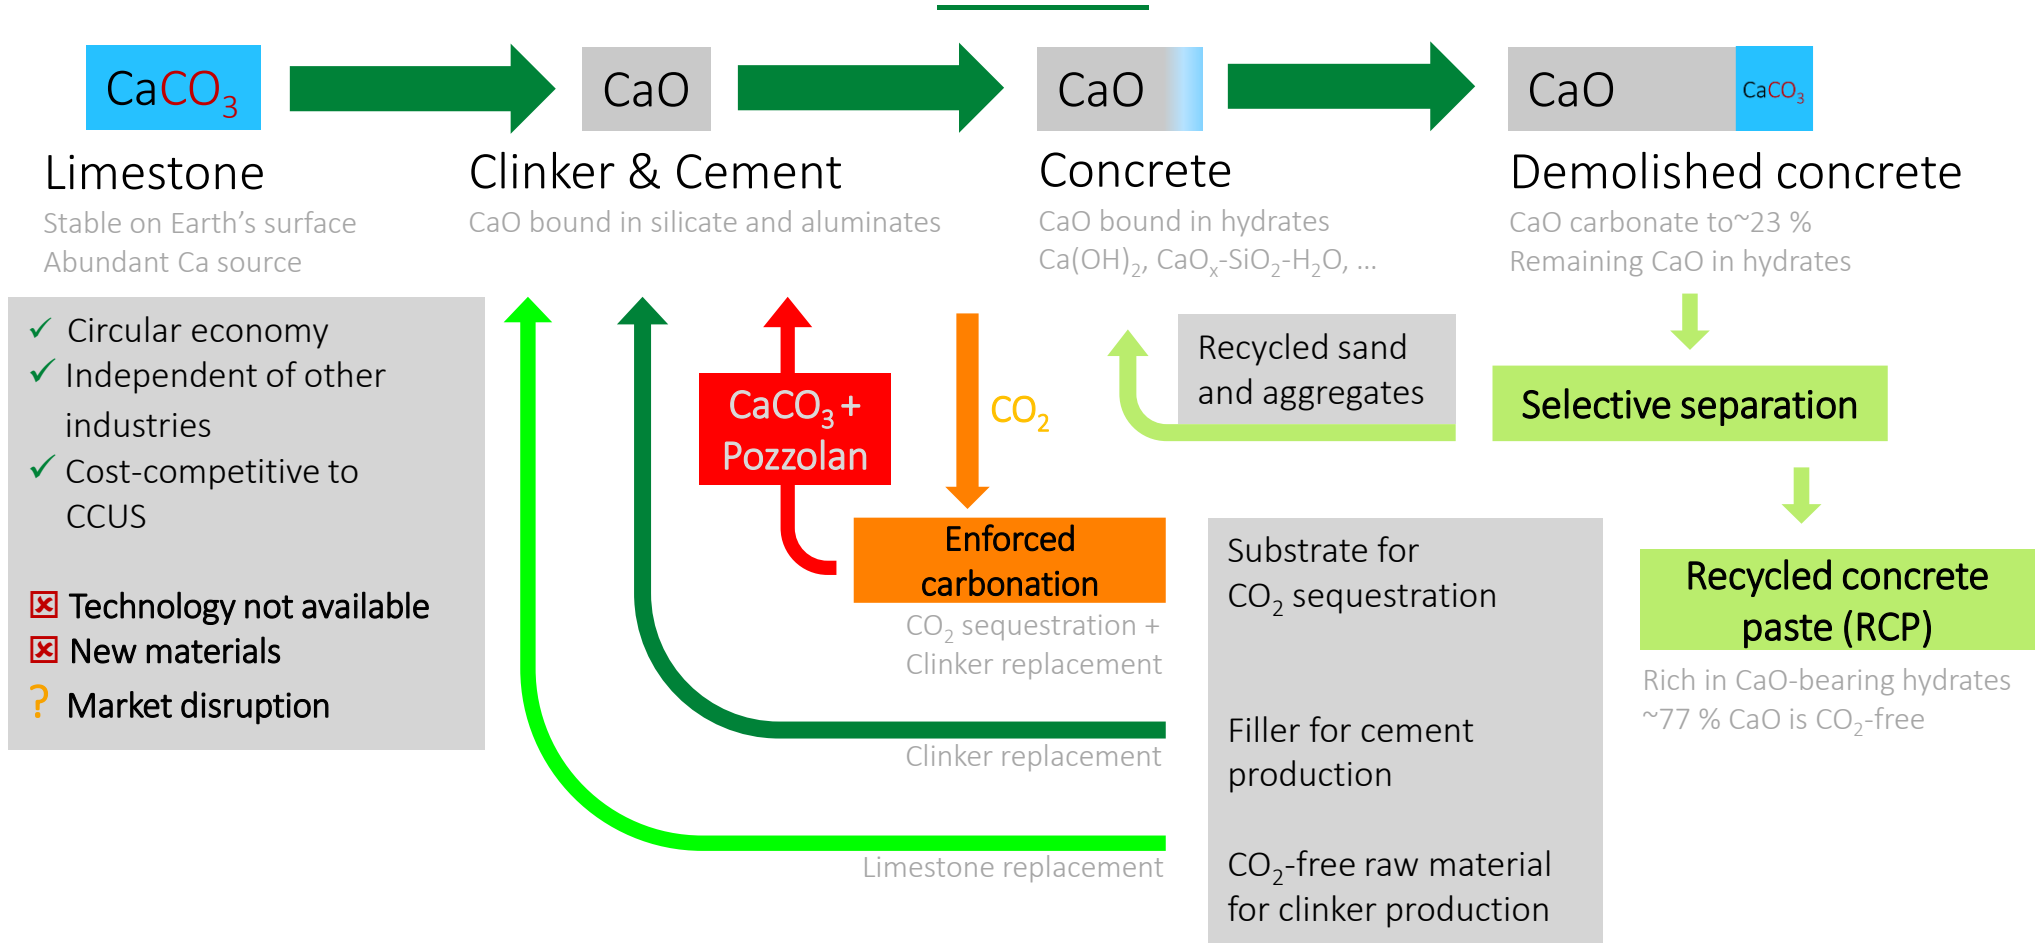 CaCO₃
CaO
CaO
CaO
CaCO₃
Limestone
Stable on Earth’s surface
Abundant Ca source
Clinker & Cement
CaO bound in silicate and aluminates
Concrete
CaO bound in hydrates
Ca(OH)₂, CaOₓ-SiO₂-H₂O, ...
Demolished concrete
CaO carbonate to~23 %
Remaining CaO in hydrates
✓ Circular economy
✓ Independent of other
industries
✓ Cost-competitive to
CCUS
☒ Technology not available
☒ New materials
? Market disruption
CaCO₃ +
Pozzolan
CO₂
Enforced
carbonation
CO₂ sequestration +
Clinker replacement
Clinker replacement
Limestone replacement
Recycled sand
and aggregates
Substrate for
CO₂ sequestration
Filler for cement
production
CO₂-free raw material
for clinker production
Selective separation
Recycled concrete
paste (RCP)
Rich in CaO-bearing hydrates
~77 % CaO is CO₂-free